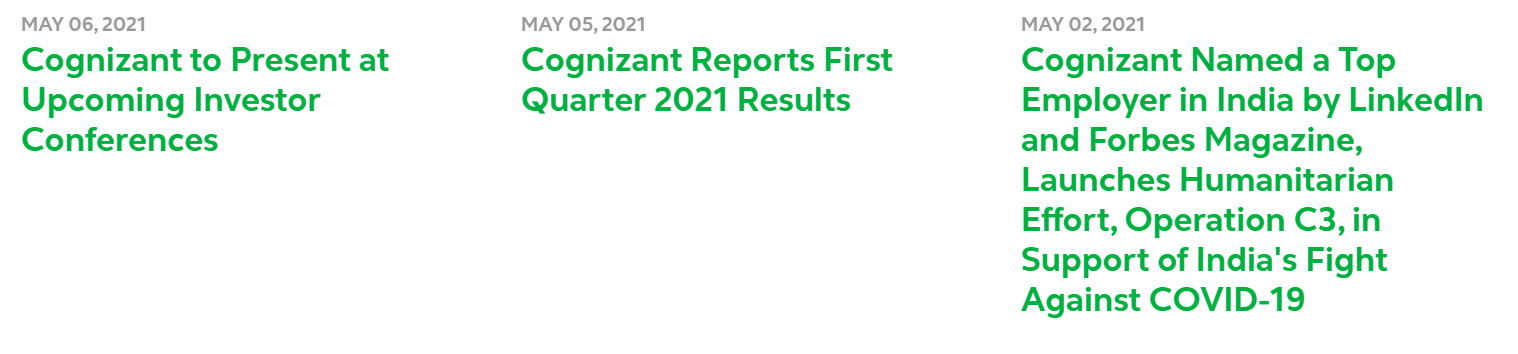 MAY 06, 2021
Cognizant to Present at
Upcoming Investor
Conferences
MAY 05, 2021
Cognizant Reports First
Quarter 2021 Results
MAY 02, 2021
Cognizant Named a Top
Employer in India by LinkedIn
and Forbes Magazine,
Launches Humanitarian
Effort, Operation C3, in
Support of India's Fight
Against COVID-19